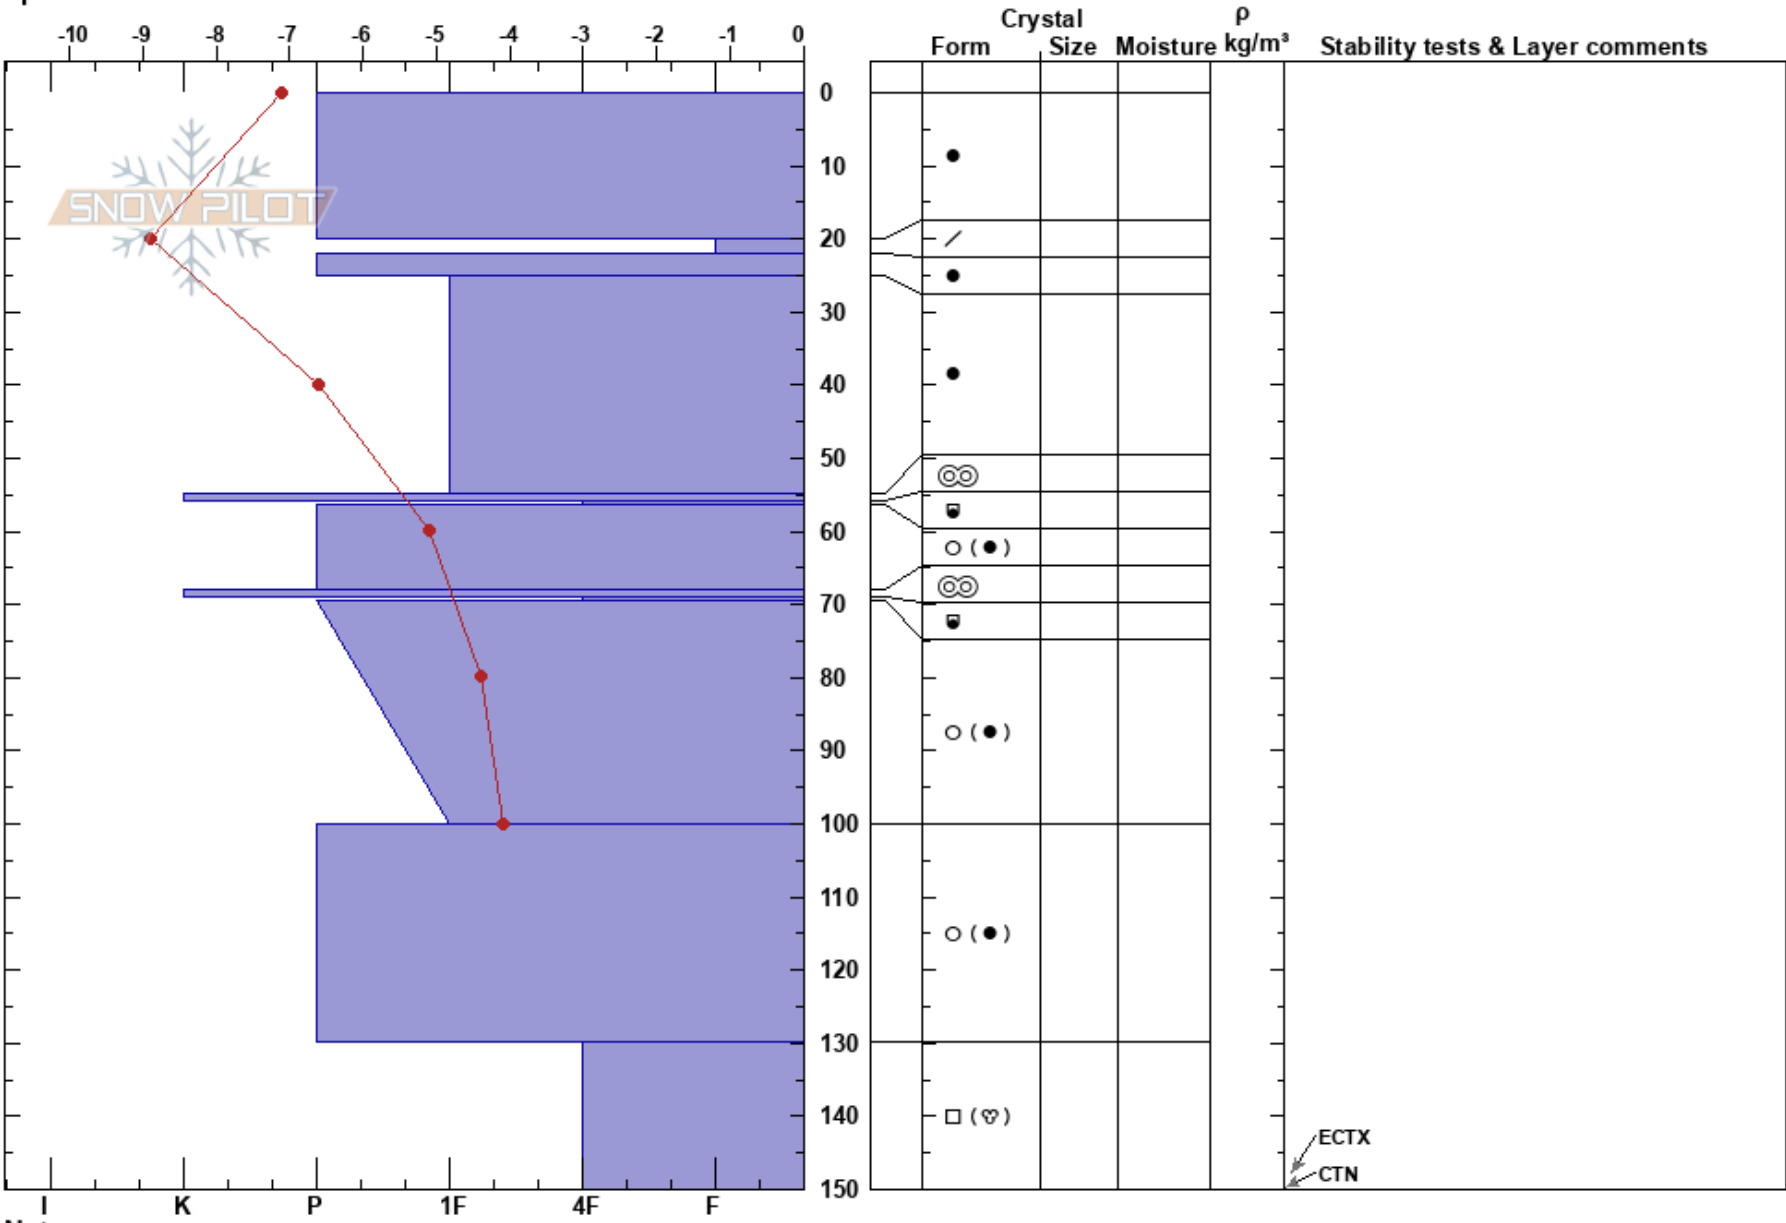 Crystal ρ
Form Size Moisture kg/m³ Stability tests & Layer comments
-10 -9 -8 -7 -6 -5 -4 -3 -2 -1 0
0
10
SNOW PILOT
20
30
40
50
60
70
80
90
100
110
120
130
140
ECTX
CTN
150
I K P 1F 4F F